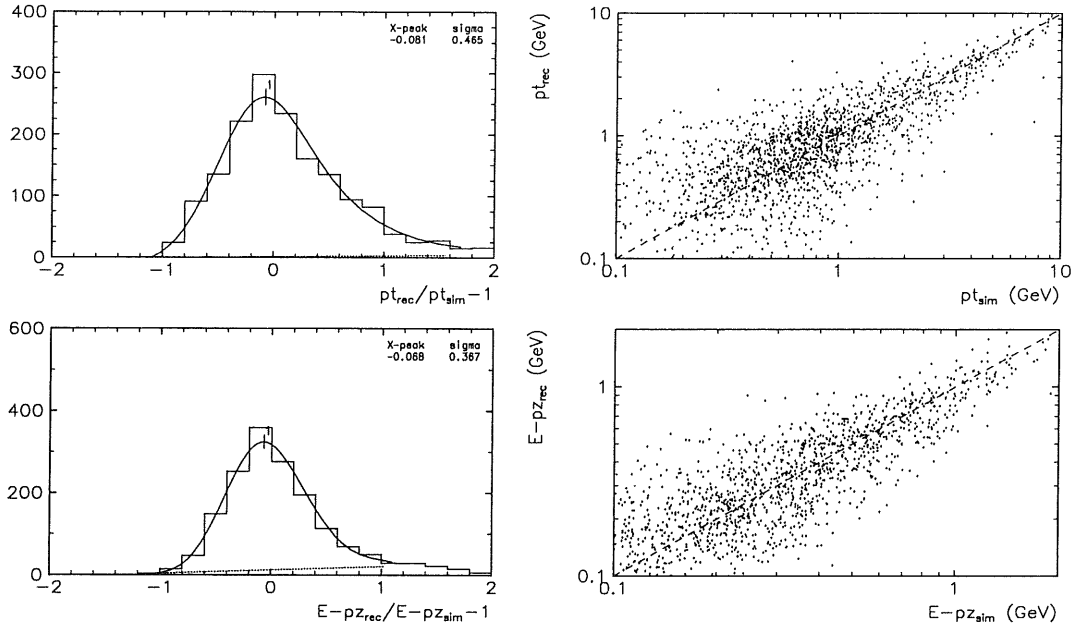 400
300
200
100
0
X-peak sigma
-0.081 0.465
-2 -1 0 1 2
pt_rec/pt_sim-1
10
1
0.1
pt_rec (GeV)
0.1 1 10
pt_sim (GeV)
600
400
200
0
X-peak sigma
-0.068 0.367
-2 -1 0 1 2
E-pz_rec/E-pz_sim-1
1
0.1
E-pz_rec (GeV)
0.1 1
E-pz_sim (GeV)